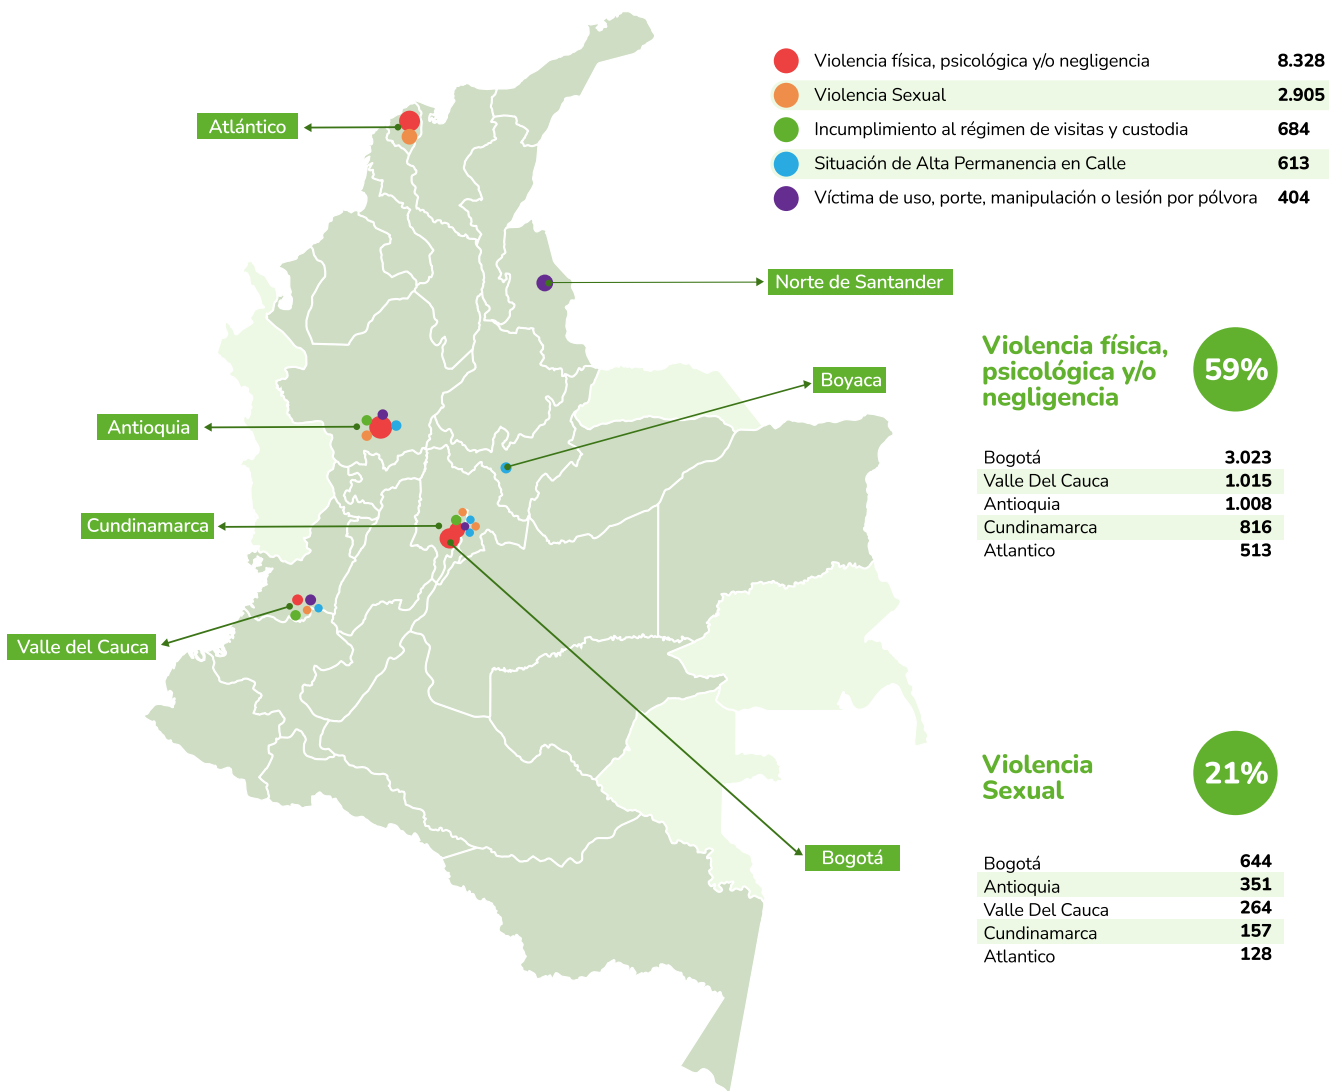 Violencia física, psicológica y/o negligencia 8.328
Violencia Sexual 2.905
Incumplimiento al régimen de visitas y custodia 684
Situación de Alta Permanencia en Calle 613
Víctima de uso, porte, manipulación o lesión por pólvora 404
Atlántico
Norte de Santander
Boyaca
Antioquia
Cundinamarca
Valle del Cauca
Bogotá
Violencia física,
psicológica y/o
negligencia
59%
Bogotá 3.023
Valle Del Cauca 1.015
Antioquia 1.008
Cundinamarca 816
Atlantico 513
Violencia
Sexual
21%
Bogotá 644
Antioquia 351
Valle Del Cauca 264
Cundinamarca 157
Atlantico 128